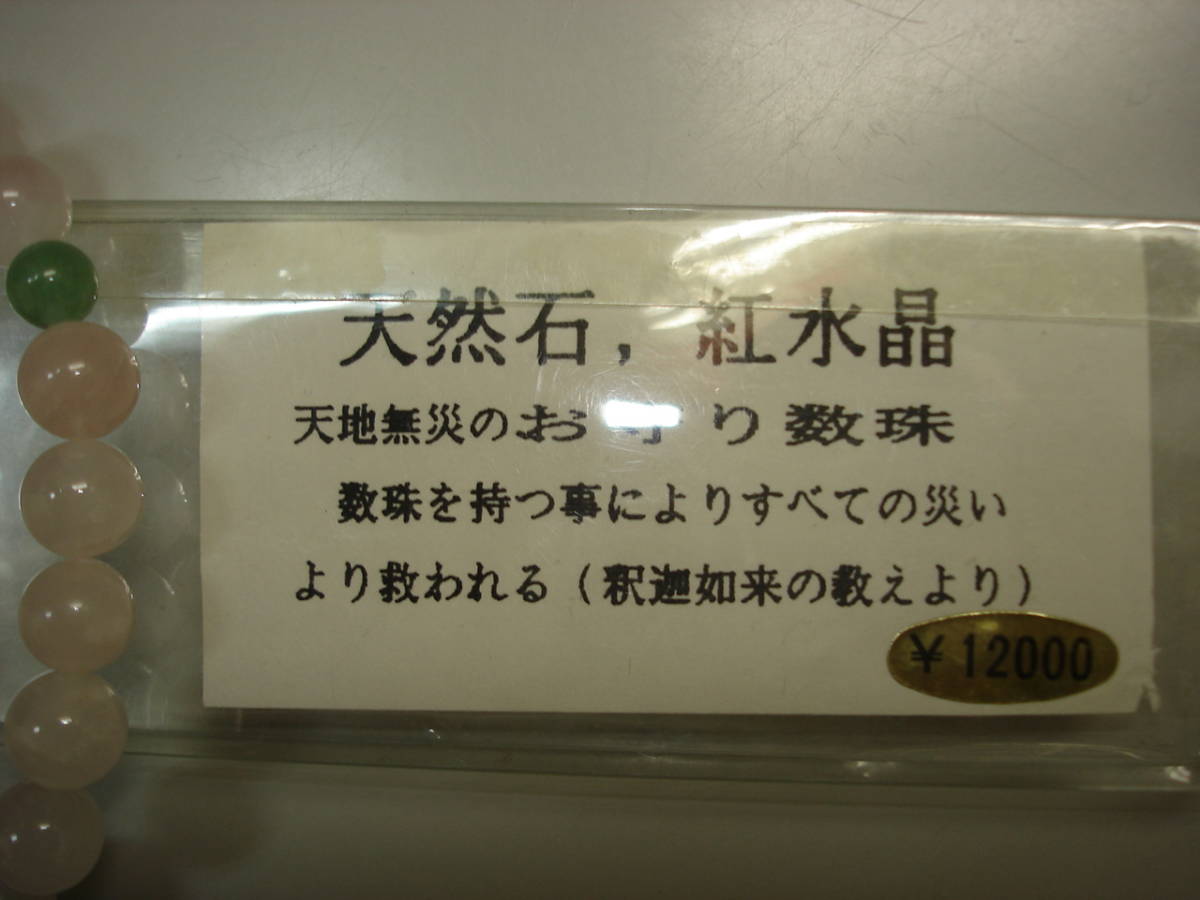 天然石，紅水晶
天地無災のお守り数珠
数珠を持つ事によりすべての災い
より救われる（釈迦如来の教えより）
¥12000